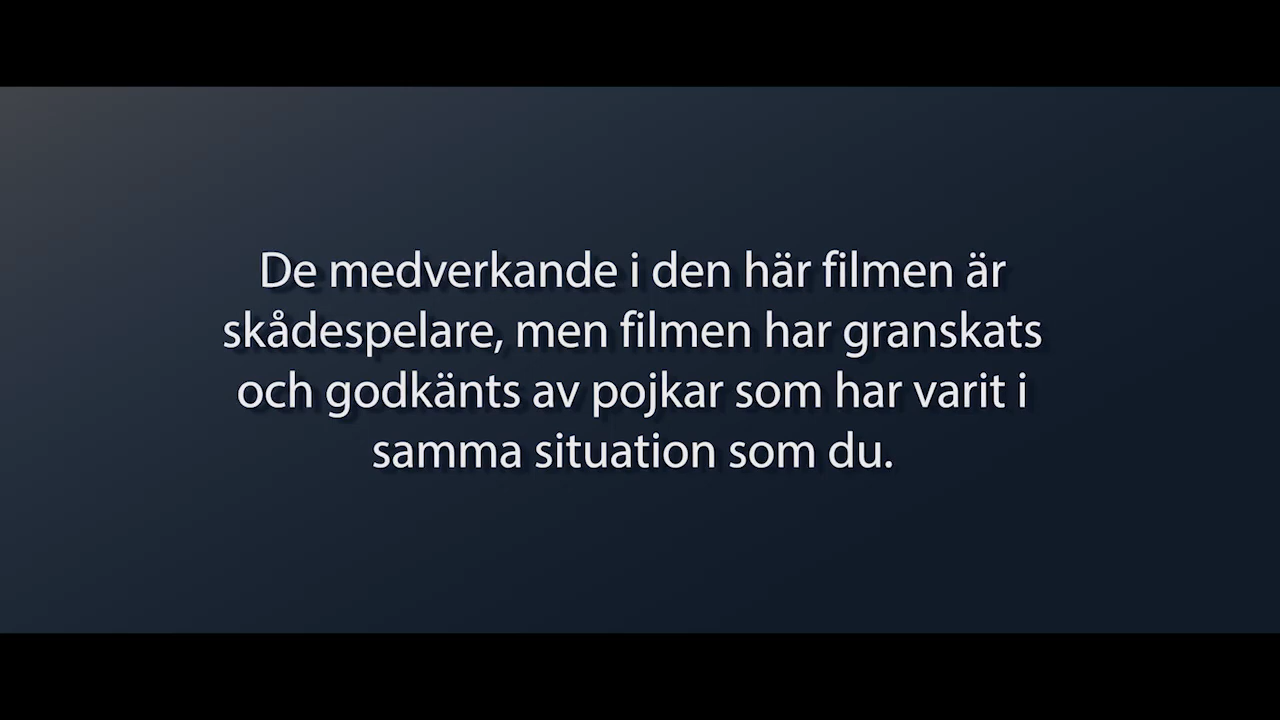 De medverkande i den här filmen är
skådespelare, men filmen har granskats
och godkänts av pojkar som har varit i
samma situation som du.